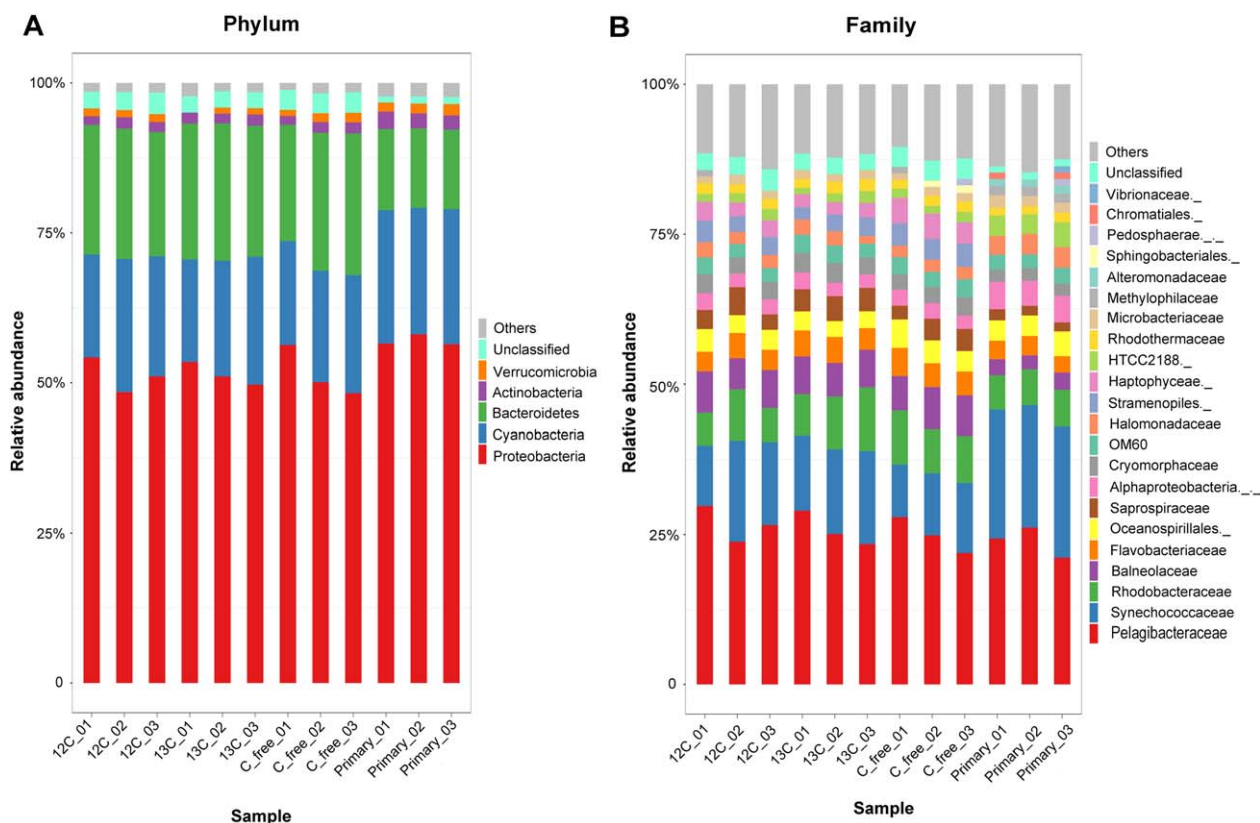 A
Phylum
100%
75%
50%
25%
0
Relative abundance
12C_01
12C_02
12C_03
13C_01
13C_02
13C_03
C_free_01
C_free_02
C_free_03
Primary_01
Primary_02
Primary_03
Sample
Others
Unclassified
Verrucomicrobia
Actinobacteria
Bacteroidetes
Cyanobacteria
Proteobacteria
B
Family
100%
75%
50%
25%
0
Relative abundance
12C_01
12C_02
12C_03
13C_01
13C_02
13C_03
C_free_01
C_free_02
C_free_03
Primary_01
Primary_02
Primary_03
Sample
Others
Unclassified
Vibrionaceae._
Chromatiales._
Pedosphaerae._._
Sphingobacteriales._
Alteromonadaceae
Methylophilaceae
Microbacteriaceae
Rhodothermaceae
HTCC2188._
Haptophyceae._
Stramenopiles._
Halomonadaceae
OM60
Cryomorphaceae
Alphaproteobacteria._._
Saprospiraceae
Oceanospirillales._
Flavobacteriaceae
Balneolaceae
Rhodobacteraceae
Synechococcaceae
Pelagibacteraceae